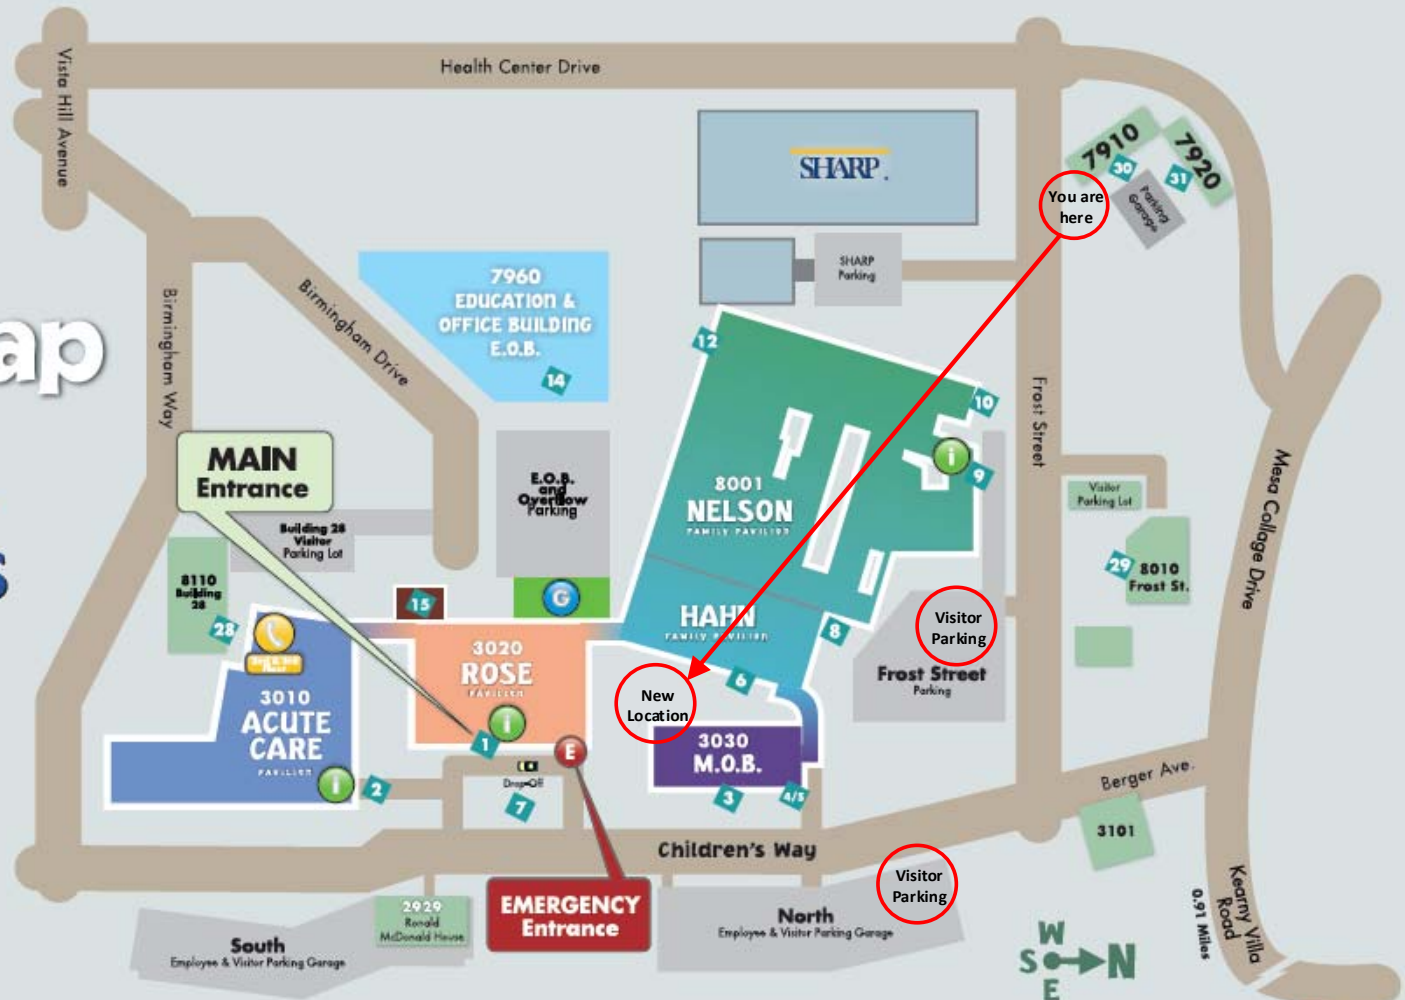 Health Center Drive
Vista Hill Avenue
SHARP.
7910
30
7920
31
Parking
Garage
You are
here
SHARP
Parking
7960
EDUCATION &
OFFICE BUILDING
E.O.B.
14
Birmingham Drive
Birmingham Way
ap
s
12
10
9
i
8001
NELSON
FAMILY PAVILION
Frost Street
Mesa Collage Drive
MAIN
Entrance
E.O.B.
and
Overflow
Parking
Building 28
Visitor
Parking Lot
Visitor
Parking Lot
8110
Building
28
28
15
G
29
8010
Frost St.
HAHN
FAMILY PAVILION
8
6
Visitor
Parking
Frost Street
Parking
3020
ROSE
PAVILION
i
1
New
Location
3010
ACUTE
CARE
PAVILION
i
2
E
Drop-Off
7
3030
M.O.B.
3
4/5
Berger Ave.
3101
Children's Way
Visitor
Parking
EMERGENCY
Entrance
2929
Ronald
McDonald House
South
Employee & Visitor Parking Garage
North
Employee & Visitor Parking Garage
Kearny Villa
Road
0.91 Miles
W
S N
E